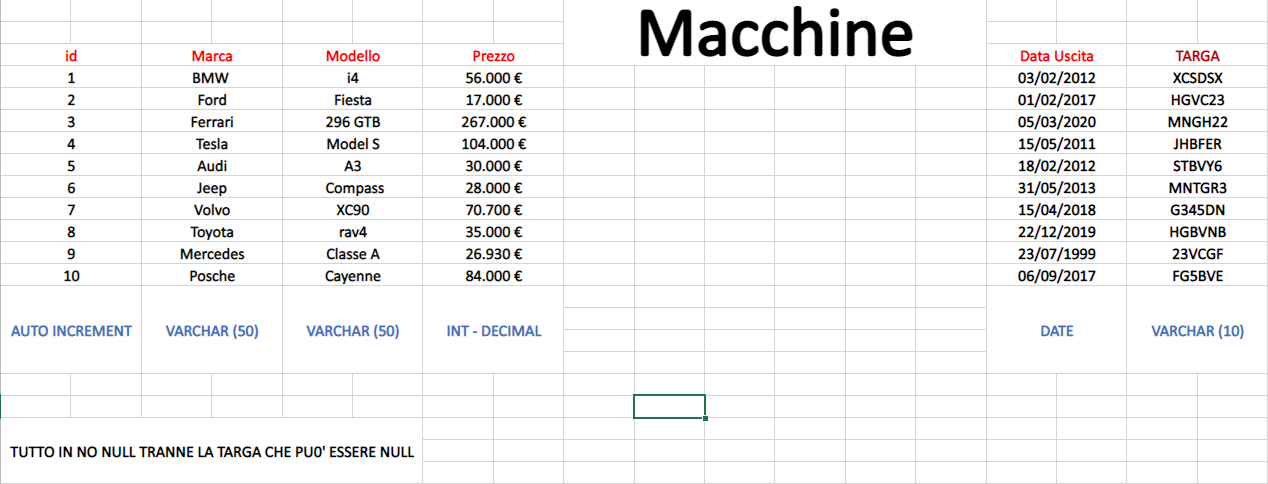 Macchine
id Marca Modello Prezzo Data Uscita TARGA
1 BMW i4 56.000 € 03/02/2012 XCSDSX
2 Ford Fiesta 17.000 € 01/02/2017 HGVC23
3 Ferrari 296 GTB 267.000 € 05/03/2020 MNGH22
4 Tesla Model S 104.000 € 15/05/2011 JHBFER
5 Audi A3 30.000 € 18/02/2012 STBVY6
6 Jeep Compass 28.000 € 31/05/2013 MNTGR3
7 Volvo XC90 70.700 € 15/04/2018 G345DN
8 Toyota rav4 35.000 € 22/12/2019 HGBVNB
9 Mercedes Classe A 26.930 € 23/07/1999 23VCGF
10 Posche Cayenne 84.000 € 06/09/2017 FG5BVE
AUTO INCREMENT VARCHAR (50) VARCHAR (50) INT - DECIMAL DATE VARCHAR (10)
TUTTO IN NO NULL TRANNE LA TARGA CHE PU0' ESSERE NULL